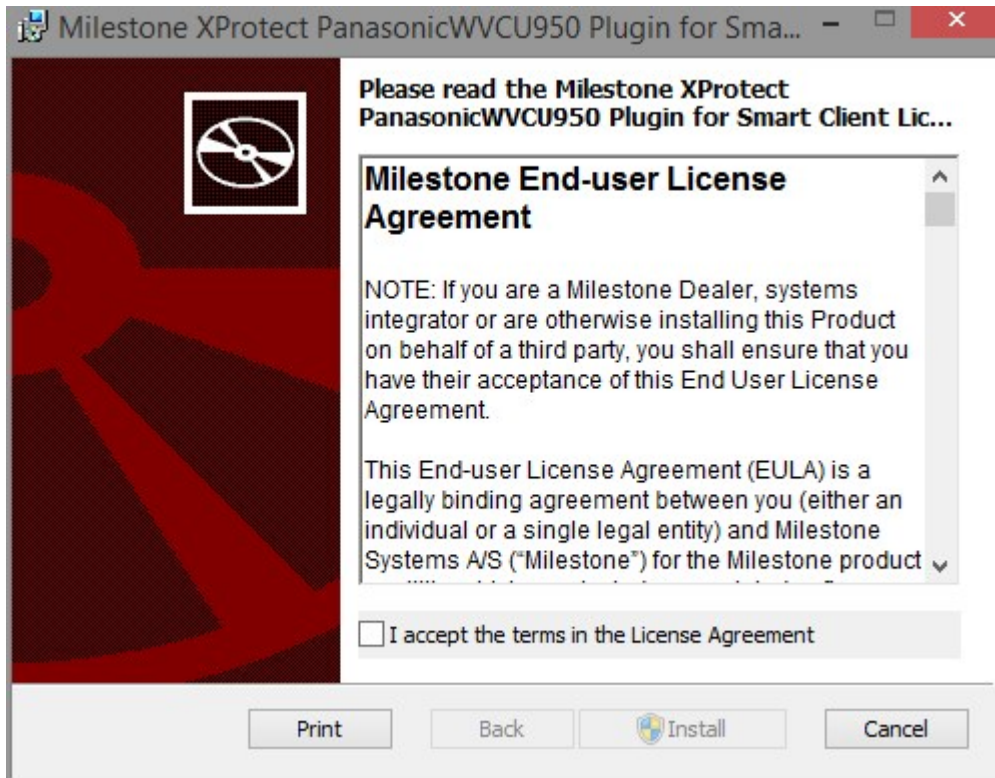 Milestone XProtect PanasonicWVCU950 Plugin for Sma...
Please read the Milestone XProtect
PanasonicWVCU950 Plugin for Smart Client Lic...
Milestone End-user License
Agreement
NOTE: If you are a Milestone Dealer, systems
integrator or are otherwise installing this Product
on behalf of a third party, you shall ensure that you
have their acceptance of this End User License
Agreement.
This End-user License Agreement (EULA) is a
legally binding agreement between you (either an
individual or a single legal entity) and Milestone
Systems A/S (“Milestone”) for the Milestone product
I accept the terms in the License Agreement
Print
Back
Install
Cancel